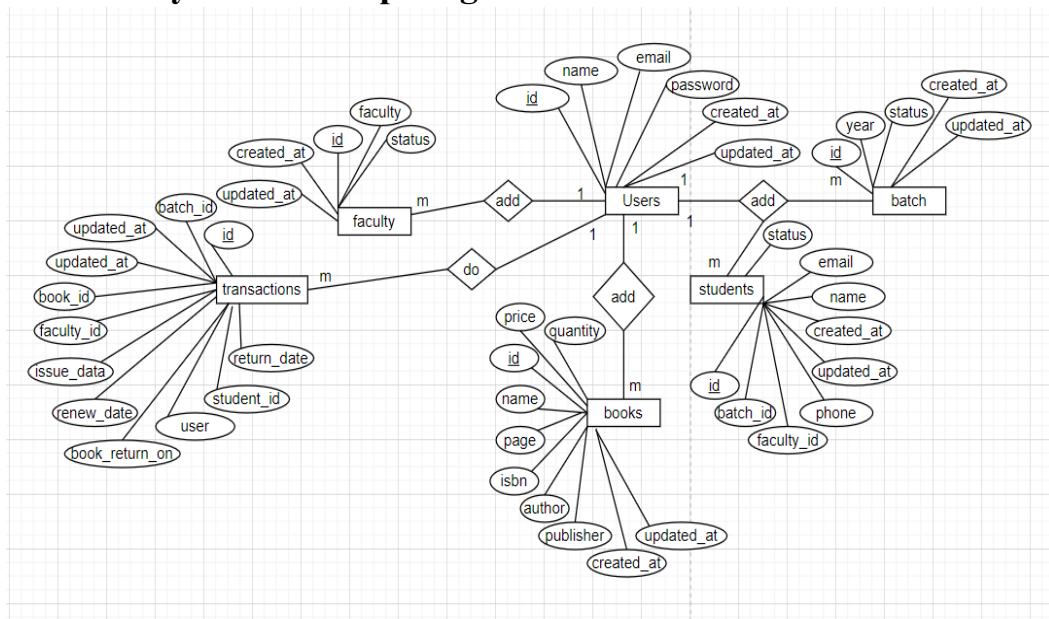 email
name
password
id
created_at
updated_at
faculty
id
status
created_at
updated_at
created_at
status
year
updated_at
id
m
add
1
Users
1
add
m
batch
faculty
1
1
1
batch_id
updated_at
id
updated_at
book_id
faculty_id
issue_data
renew_date
book_return_on
user
student_id
return_date
transactions
m
do
add
m
status
students
email
name
created_at
updated_at
phone
faculty_id
batch_id
id
price
quantity
id
name
page
isbn
author
publisher
created_at
updated_at
m
books